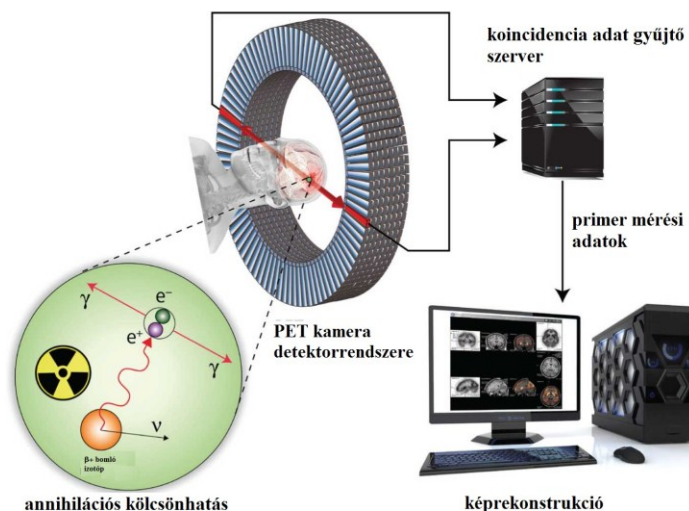 koincidencia adat gyűjtő
szerver
primer mérési
adatok
PET kamera
detektorrendszere
γ
e⁻
e⁺
γ
ν
β+ bomló
izotóp
annihilációs kölcsönhatás
képrekonstrukció